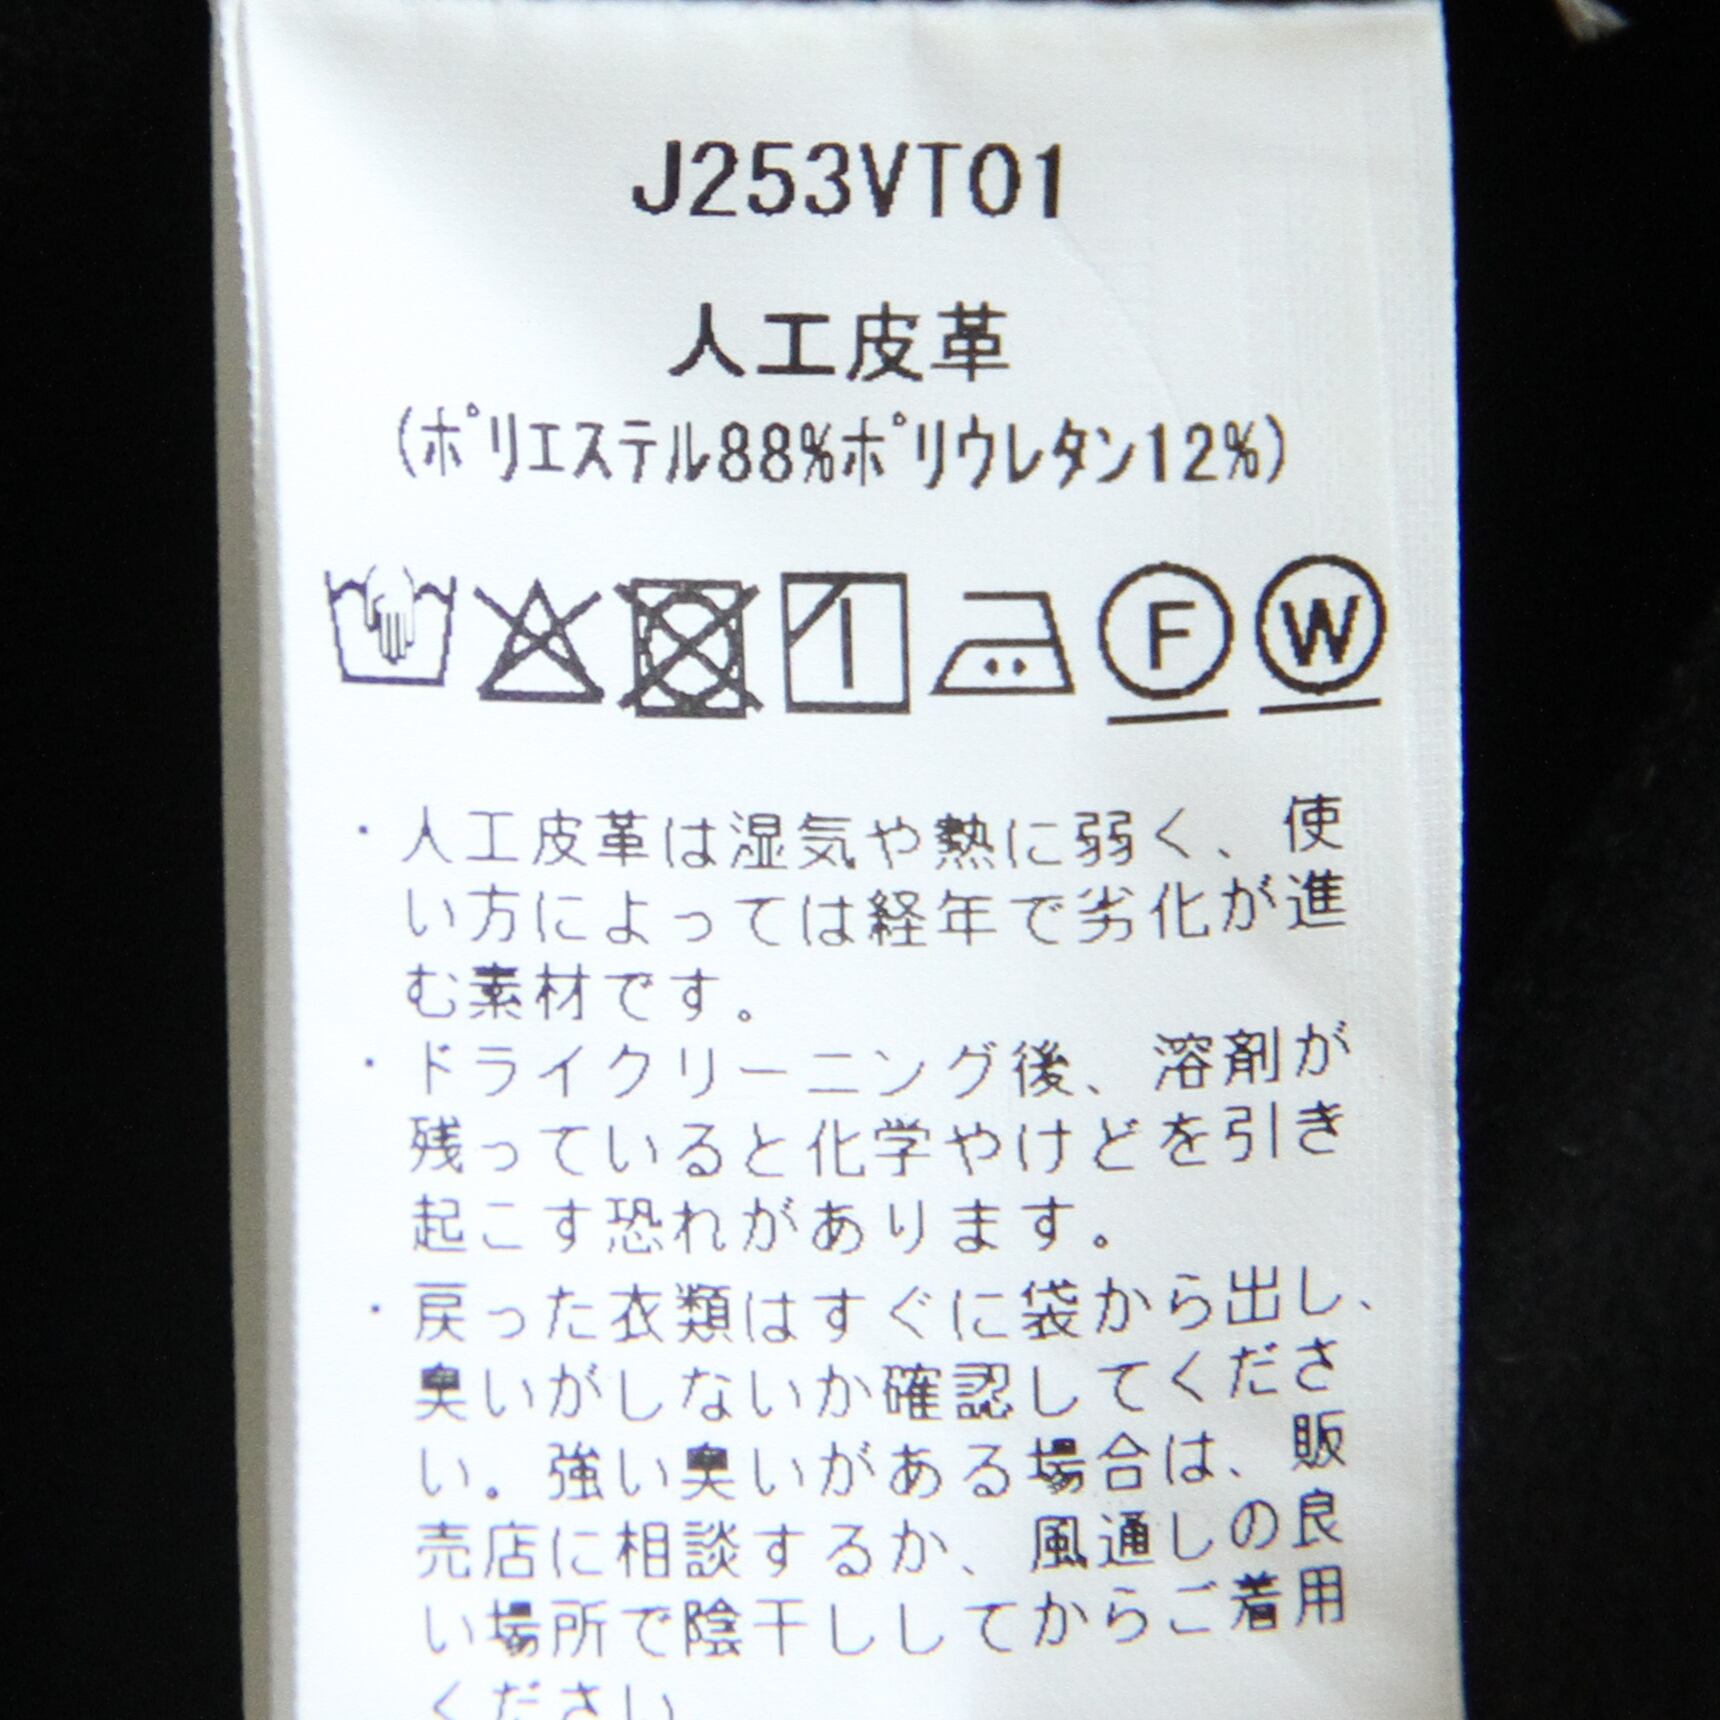 J253VT01
人工皮革
(ポリエステル88%ポリウレタン12%)
F W
・人工皮革は湿気や熱に弱く、使
い方によっては経年で劣化が進
む素材です。
・ドライクリーニング後、溶剤が
残っていると化学やけどを引き
起こす恐れがあります。
・戻った衣類はすぐに袋から出し、
臭いがしないか確認してくださ
い。強い臭いがある場合は、販
売店に相談するか、風通しの良
い場所で陰干ししてからご着用
ください